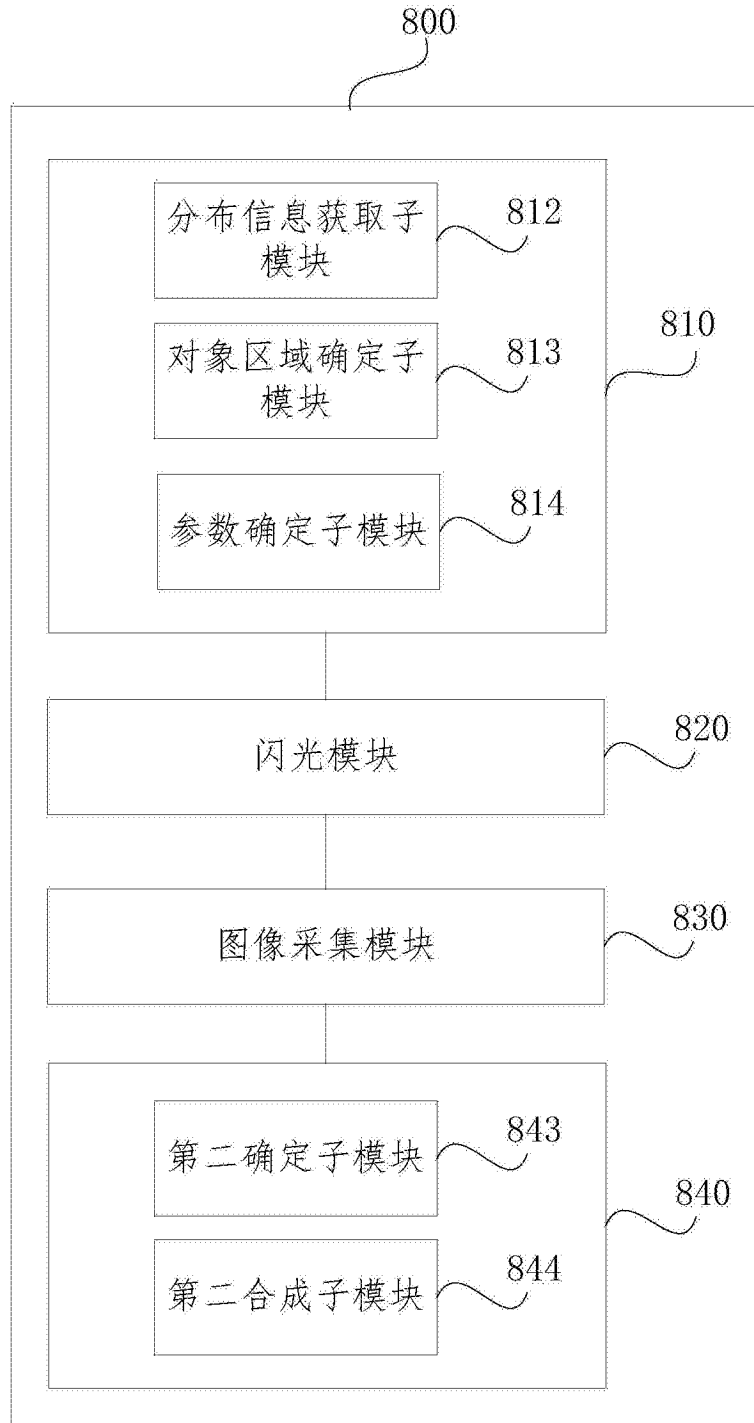 800
分布信息获取子
模块
812
对象区域确定子
模块
813
810
参数确定子模块
814
闪光模块
820
图像采集模块
830
第二确定子模块
843
840
第二合成子模块
844